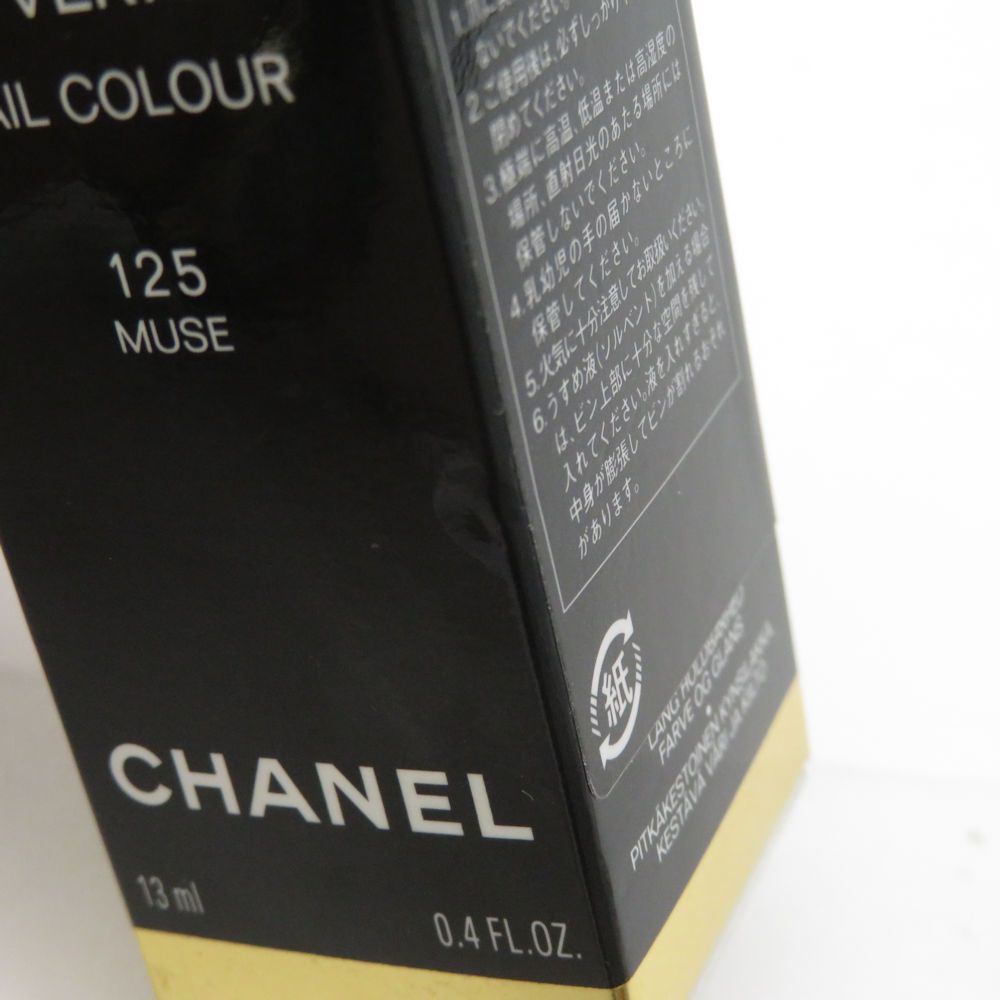 NAIL COLOUR
125
MUSE
CHANEL
13 ml
0.4 FL.OZ.
ないでください。
2.ご使用後は、必ずしっかり
閉めてください。
3.極端に高温、低温または高湿度の
場所、直射日光のあたる場所には
保管しないでください。
4.乳幼児の手の届かないところに
保管してください。
5.火気に十分注意してお取扱いください。
6.うすめ液(ソルベント)を加える場合
は、ビン上部に十分な空間を残して
入れてください。液を入れすぎると、
中身が膨張してビンが割れるおそれ
があります。
紙
LANG HOLDBARHED
FARVE OG GLANS
•
PITKÄKESTOINEN KYNSILAKKA
KESTÄVÄ VÄRI JA KIILTO